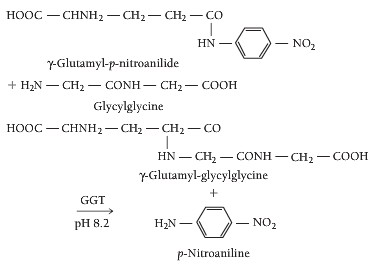 HOOC — CHNH₂ — CH₂ — CH₂ — CO
HN — NO₂
γ-Glutamyl-p-nitroanilide
+ H₂N — CH₂ — CONH — CH₂ — COOH
Glycylglycine
HOOC — CHNH₂ — CH₂ — CH₂ — CO
HN — CH₂ — CONH — CH₂ — COOH
γ-Glutamyl-glycylglycine
+
GGT
pH 8.2
H₂N — NO₂
p-Nitroaniline